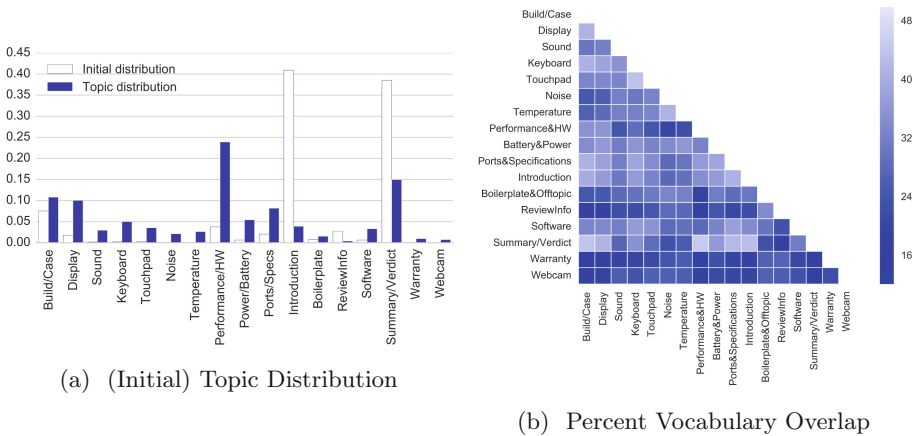 0.45
0.40
0.35
0.30
0.25
0.20
0.15
0.10
0.05
0.00
Initial distribution
Topic distribution
Build/Case
Display
Sound
Keyboard
Touchpad
Noise
Temperature
Performance/HW
Power/Battery
Ports/Specs
Introduction
Boilerplate
ReviewInfo
Software
Summary/Verdict
Warranty
Webcam
(a) (Initial) Topic Distribution
Build/Case
Display
Sound
Keyboard
Touchpad
Noise
Temperature
Performance&HW
Battery&Power
Ports&Specifications
Introduction
Boilerplate&Offtopic
ReviewInfo
Software
Summary/Verdict
Warranty
Webcam
Build/Case
Display
Sound
Keyboard
Touchpad
Noise
Temperature
Performance&HW
Battery&Power
Ports&Specifications
Introduction
Boilerplate&Offtopic
ReviewInfo
Software
Summary/Verdict
Warranty
Webcam
48
40
32
24
16
(b) Percent Vocabulary Overlap